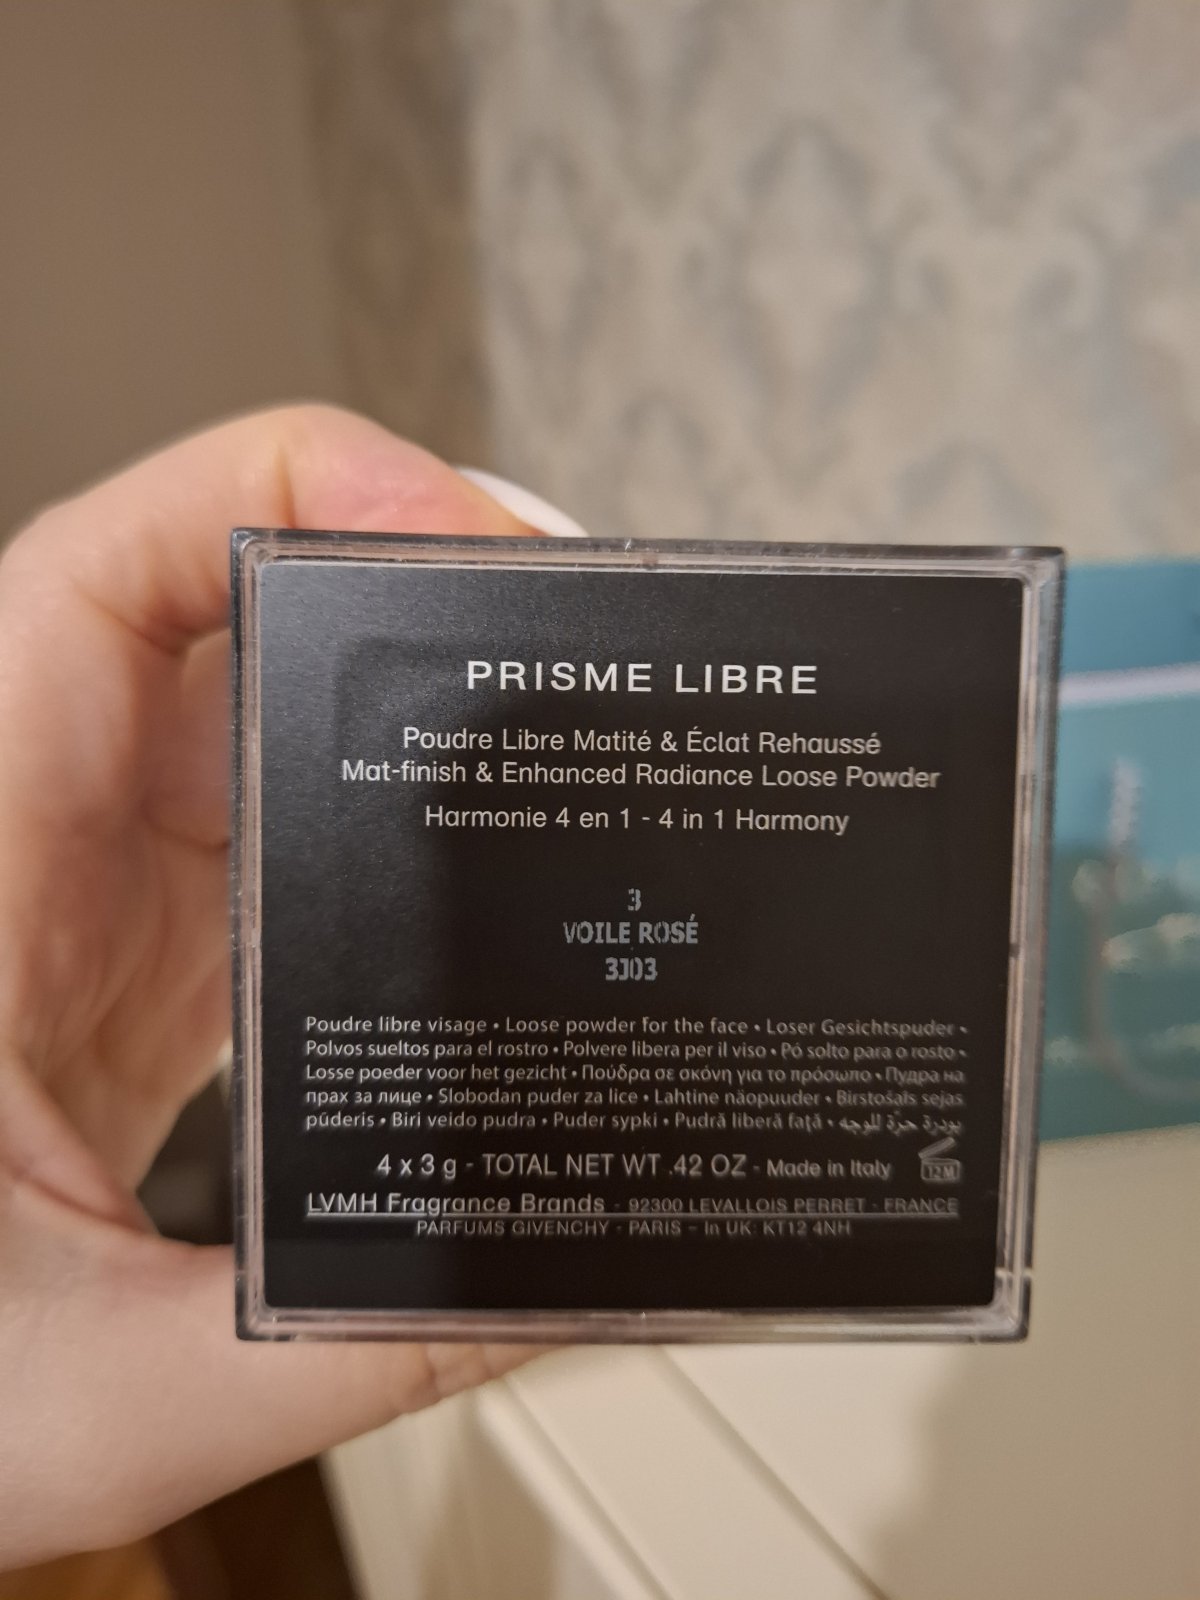 PRISME LIBRE
Poudre Libre Matité & Éclat Rehaussé
Mat-finish & Enhanced Radiance Loose Powder
Harmonie 4 en 1 - 4 in 1 Harmony
3
VOILE ROSÉ
3J03
Poudre libre visage • Loose powder for the face • Loser Gesichtspuder •
Polvos sueltos para el rostro • Polvere libera per il viso • Pó solto para o rosto •
Losse poeder voor het gezicht • Πούδρα σε σκόνη για το πρόσωπο • Пудра на
прах за лице • Slobodan puder za lice • Lahtine näopuuder • Birstošais sejas
pūderis • Biri veido pudra • Puder sypki • Pudră liberă faţă • بودرة حرّة للوجه
4 x 3 g - TOTAL NET WT .42 OZ - Made in Italy
12 M
LVMH Fragrance Brands - 92300 LEVALLOIS PERRET - FRANCE
PARFUMS GIVENCHY - PARIS - In UK: KT12 4NH